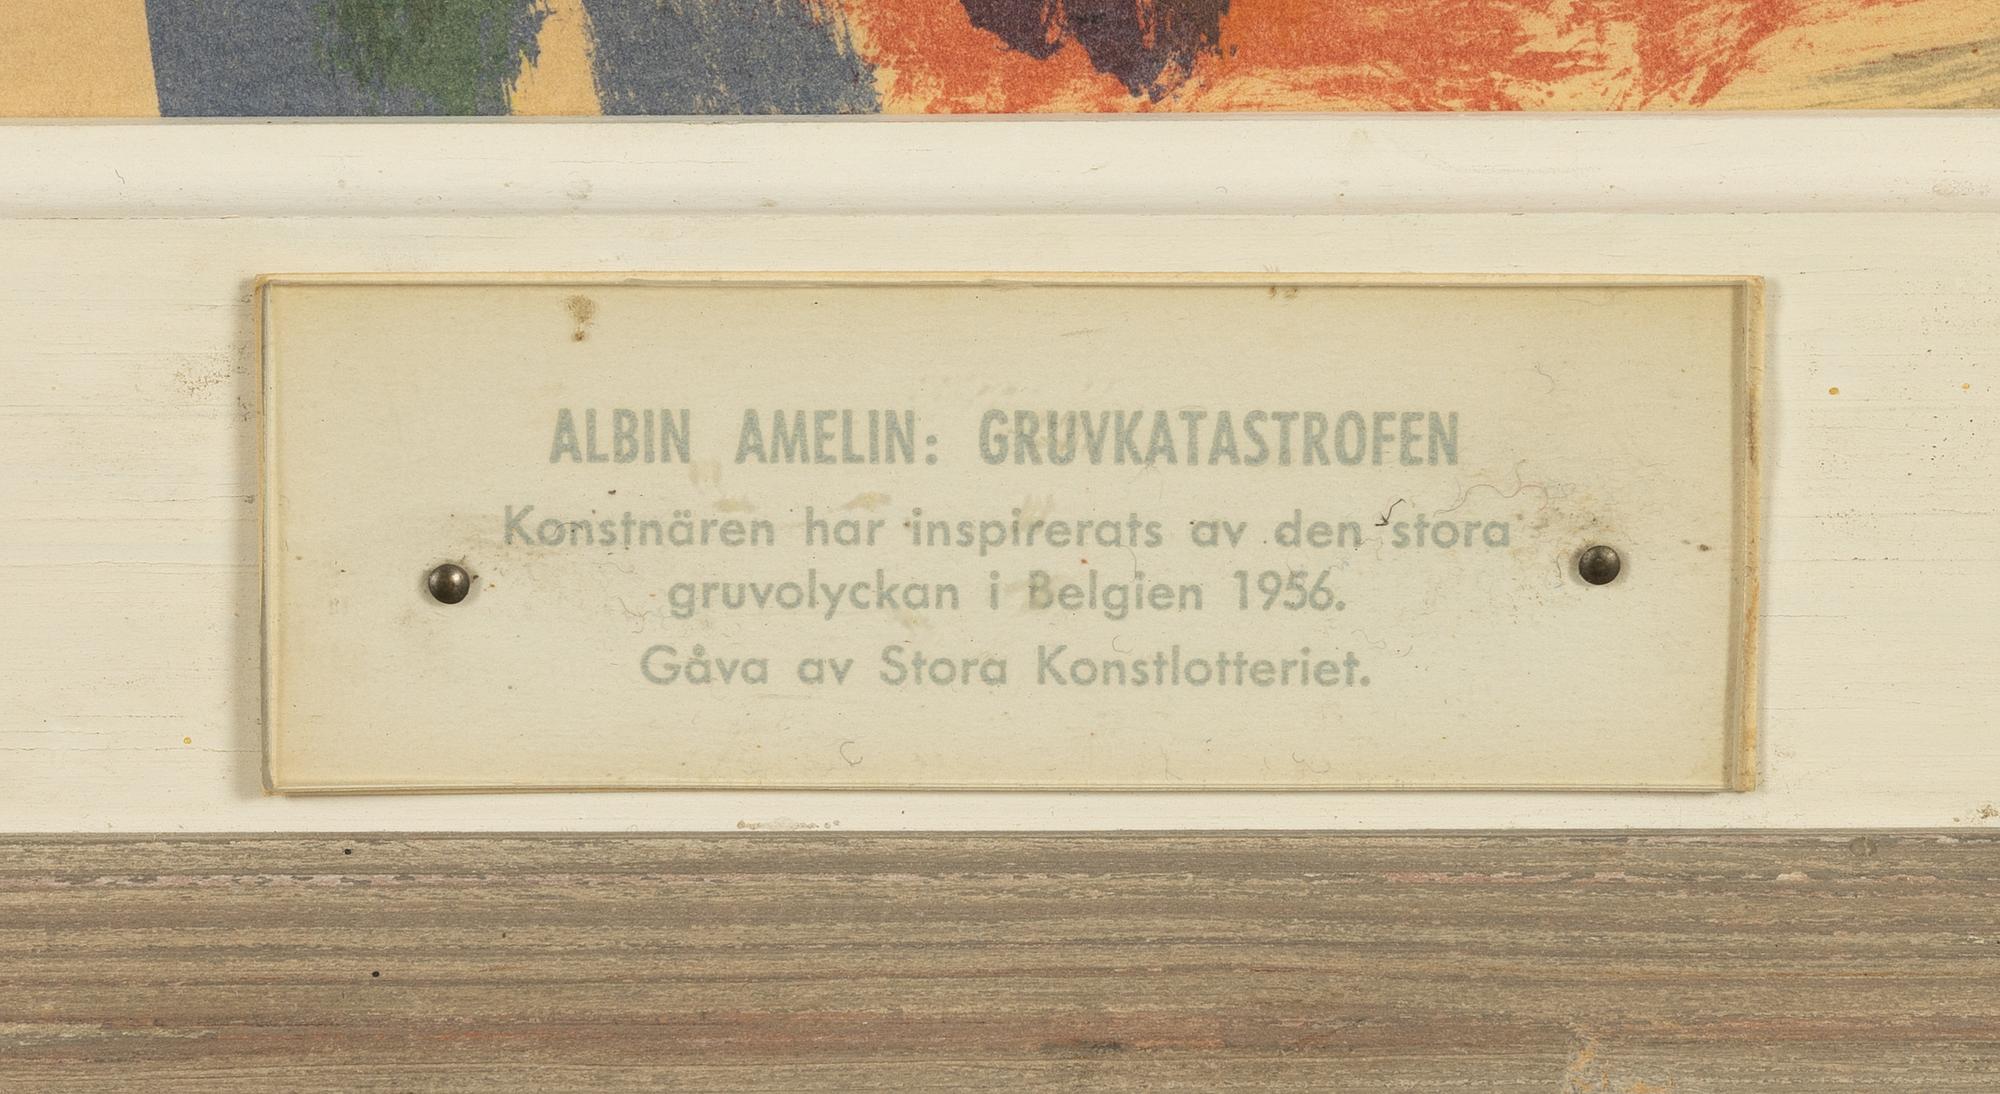 ALBIN AMELIN: GRUVKATASTROFEN
Konstnären har inspirerats av den stora
gruvolyckan i Belgien 1956.
Gåva av Stora Konstlotteriet.